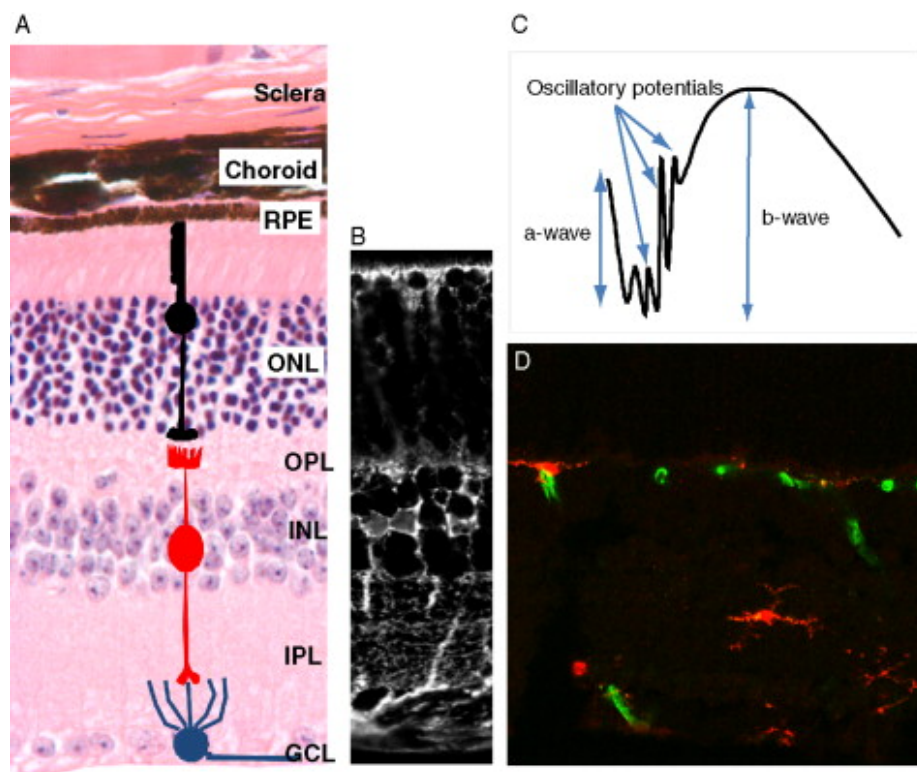 A
Sclera
Choroid
RPE
ONL
OPL
INL
IPL
GCL
B
C
Oscillatory potentials
a-wave
b-wave
D